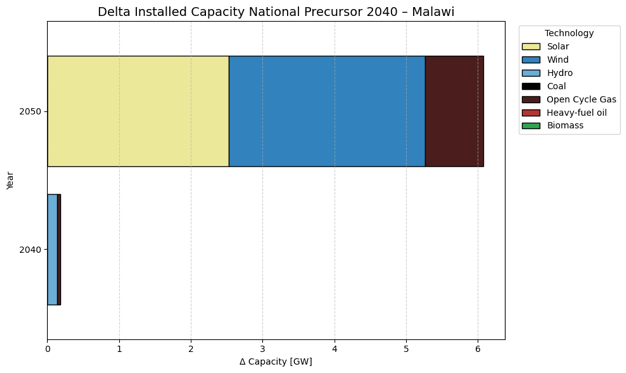 Delta Installed Capacity National Precursor 2040 – Malawi
Technology
Solar
Wind
Hydro
Coal
Open Cycle Gas
Heavy-fuel oil
Biomass
Year
2050
2040
0 1 2 3 4 5 6
Δ Capacity [GW]